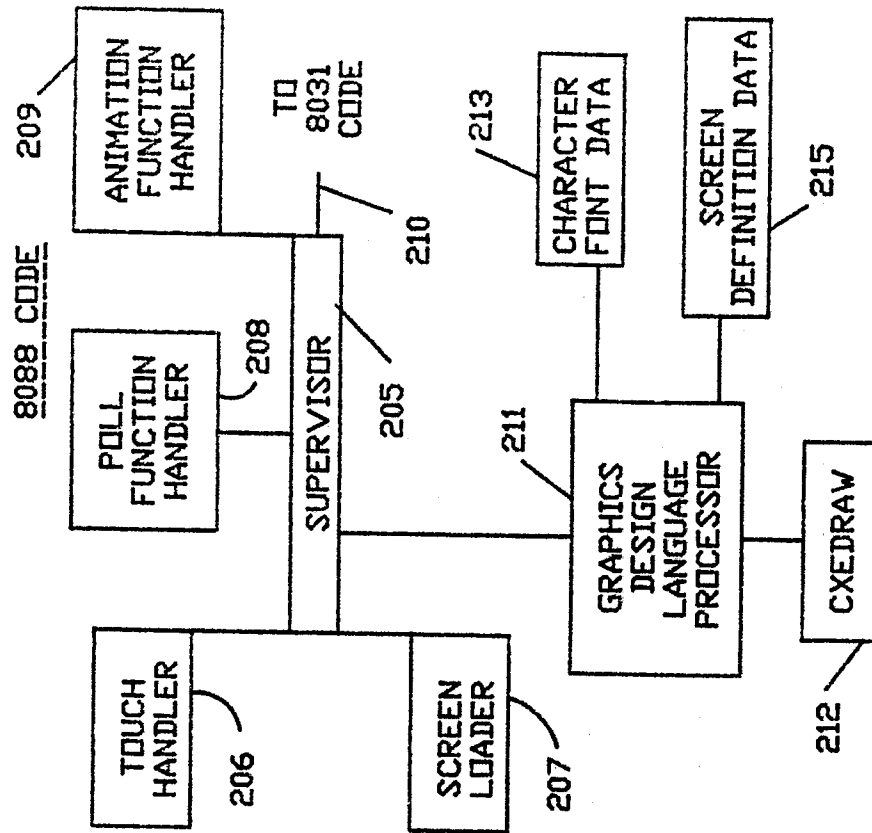 8088 CODE
TOUCH
HANDLER
206
POLL
FUNCTION
HANDLER
208
ANIMATION
FUNCTION
HANDLER
209
SCREEN
LOADER
207
SUPERVISOR
205
210
TO
8031
CODE
211
GRAPHICS
DESIGN
LANGUAGE
PROCESSOR
CHARACTER
FONT DATA
213
CXEDRAW
212
SCREEN
DEFINITION DATA
215